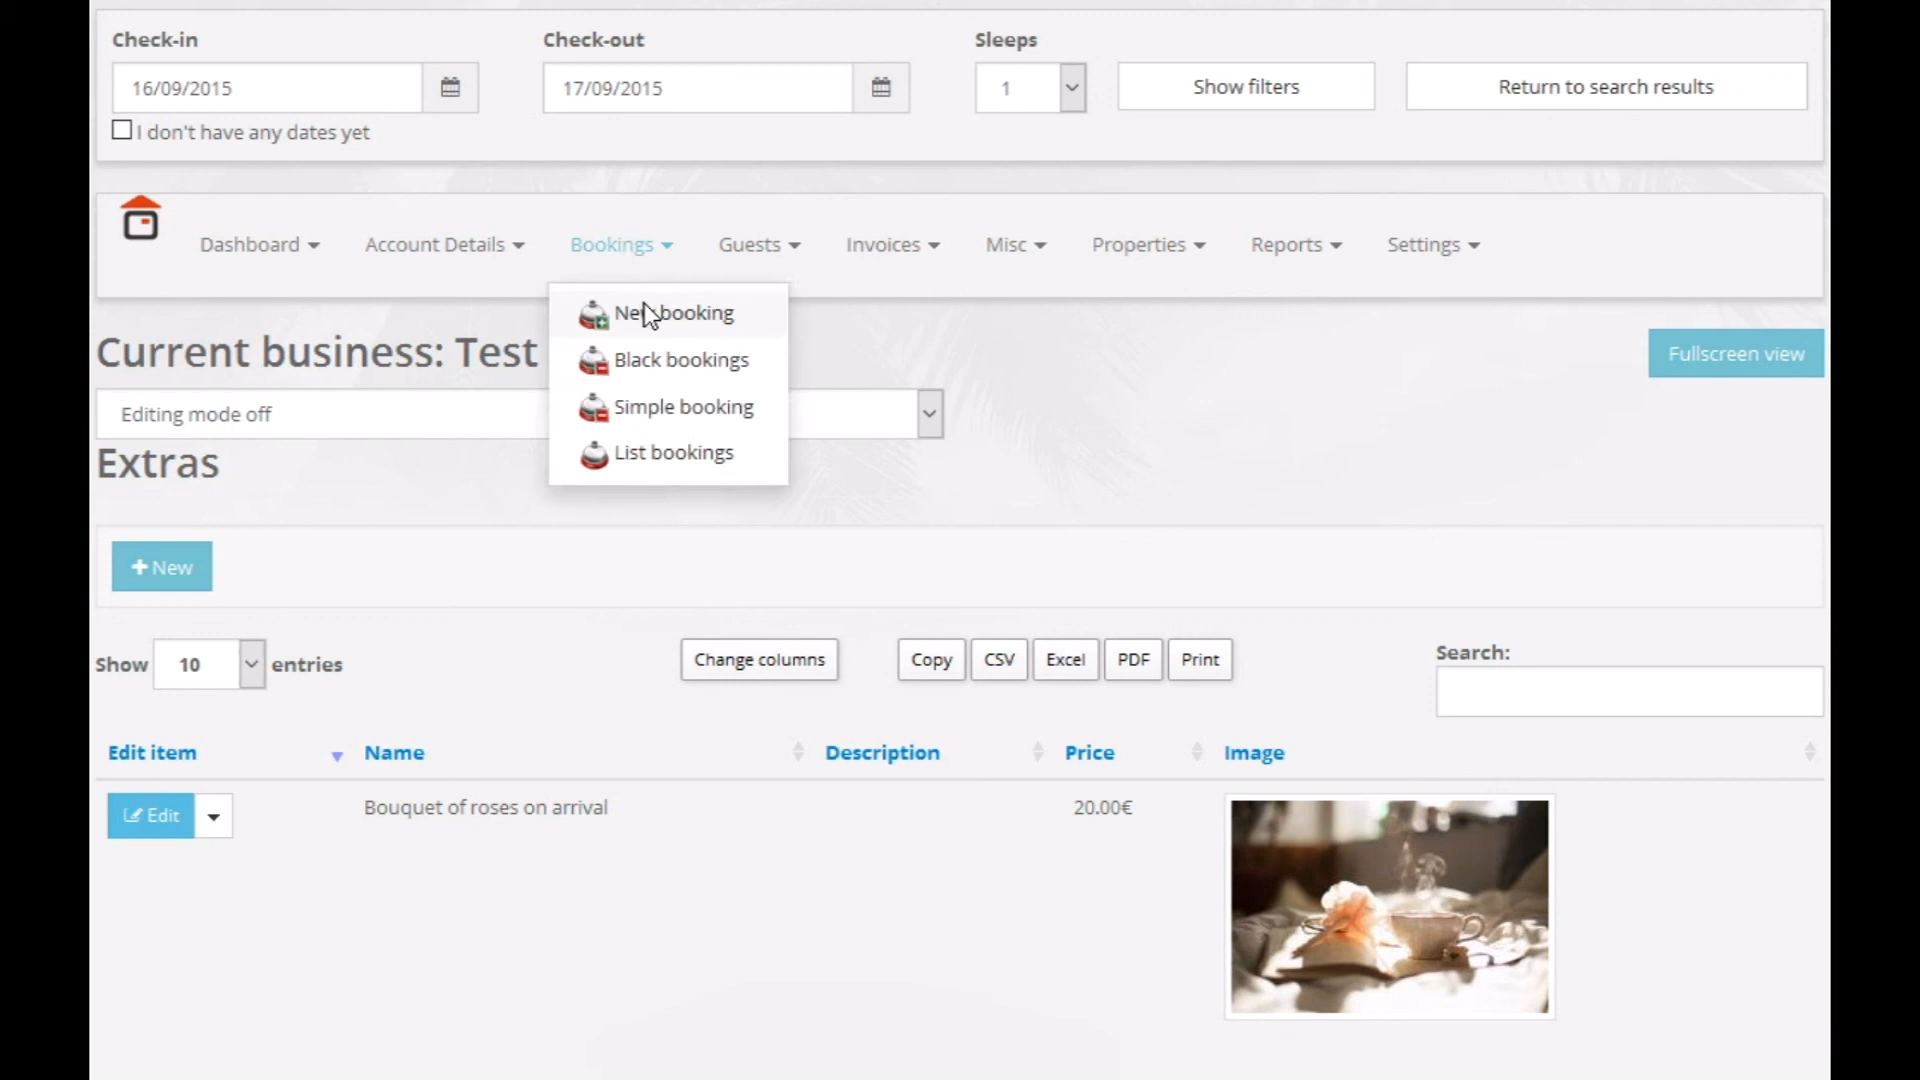 Check-in
Check-out
Sleeps
16/09/2015
17/09/2015
1
Show filters
Return to search results
I don't have any dates yet
Dashboard
Account Details
Bookings
Guests
Invoices
Misc
Properties
Reports
Settings
New booking
Black bookings
Simple booking
List bookings
Current business: Test
Fullscreen view
Editing mode off
Extras
New
Show 10 entries
Change columns
Copy
CSV
Excel
PDF
Print
Search:
Edit item
Name
Description
Price
Image
Edit
Bouquet of roses on arrival
20.00€